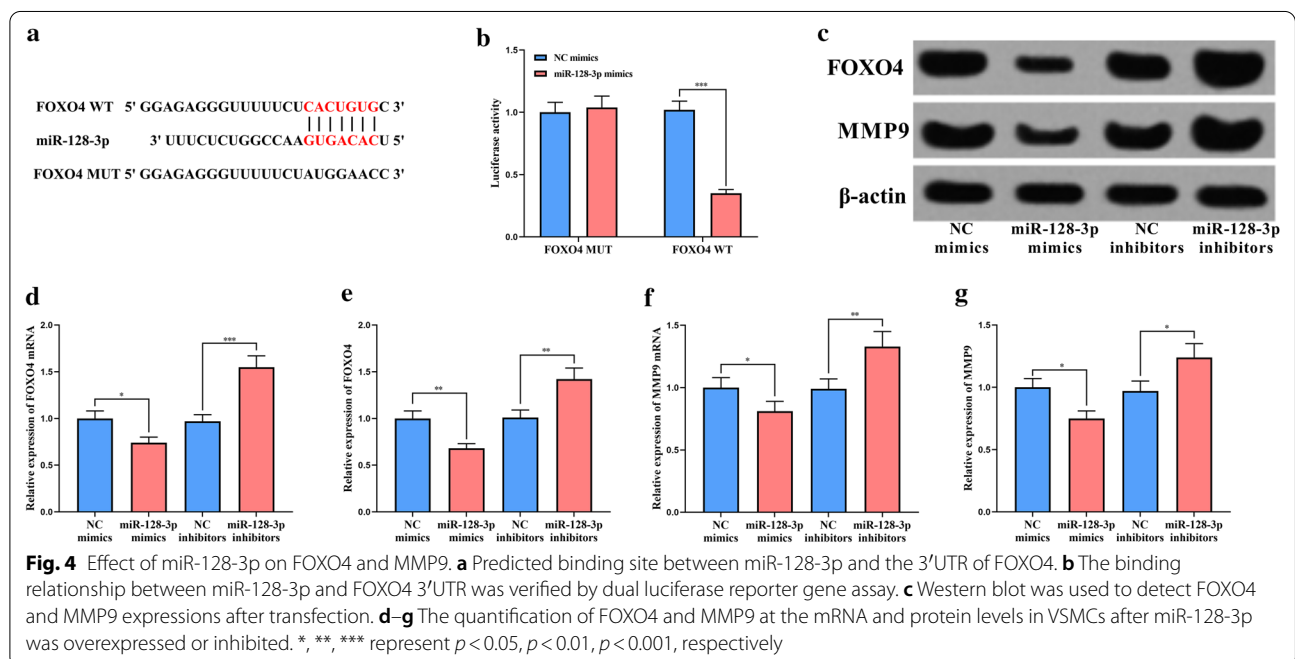 a
FOXO4 WT 5' GGAGAGGGUUUUUCUCACUGUGC 3'
miR-128-3p 3' UUUCUCUGGCCAAGUGACACU 5'
FOXO4 MUT 5' GGAGAGGGUUUUUCUAUGGAACC 3'
b
NC mimics
miR-128-3p mimics
Luciferase activity
1.5
1.0
0.5
0.0
***
FOXO4 MUT FOXO4 WT
c
FOXO4
MMP9
β-actin
NC mimics
miR-128-3p mimics
NC inhibitors
miR-128-3p inhibitors
d
Relative expression of FOXO4 mRNA
2.0
1.5
1.0
0.5
0.0
*
***
NC mimics
miR-128-3p mimics
NC inhibitors
miR-128-3p inhibitors
e
Relative expression of FOXO4
2.0
1.5
1.0
0.5
0.0
**
**
NC mimics
miR-128-3p mimics
NC inhibitors
miR-128-3p inhibitors
f
Relative expression of MMP9 mRNA
1.5
1.0
0.5
0.0
*
**
NC mimics
miR-128-3p mimics
NC inhibitors
miR-128-3p inhibitors
g
Relative expression of MMP9
1.5
1.0
0.5
0.0
*
*
NC mimics
miR-128-3p mimics
NC inhibitors
miR-128-3p inhibitors
Fig. 4 Effect of miR-128-3p on FOXO4 and MMP9. a Predicted binding site between miR-128-3p and the 3′UTR of FOXO4. b The binding
relationship between miR-128-3p and FOXO4 3′UTR was verified by dual luciferase reporter gene assay. c Western blot was used to detect FOXO4
and MMP9 expressions after transfection. d–g The quantification of FOXO4 and MMP9 at the mRNA and protein levels in VSMCs after miR-128-3p
was overexpressed or inhibited. *, **, *** represent p < 0.05, p < 0.01, p < 0.001, respectively